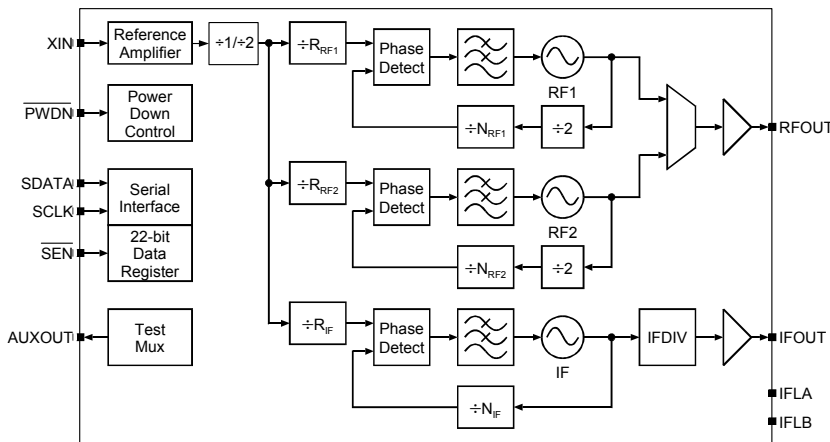 XIN
Reference
Amplifier
÷1/÷2
÷RRF1
Phase
Detect
RF1
÷NRF1
÷2
PWDN
Power
Down
Control
RFOUT
SDATA
SCLK
Serial
Interface
SEN
22-bit
Data
Register
÷RRF2
Phase
Detect
RF2
÷NRF2
÷2
AUXOUT
Test
Mux
÷RIF
Phase
Detect
IF
÷NIF
IFDIV
IFOUT
IFLA
IFLB